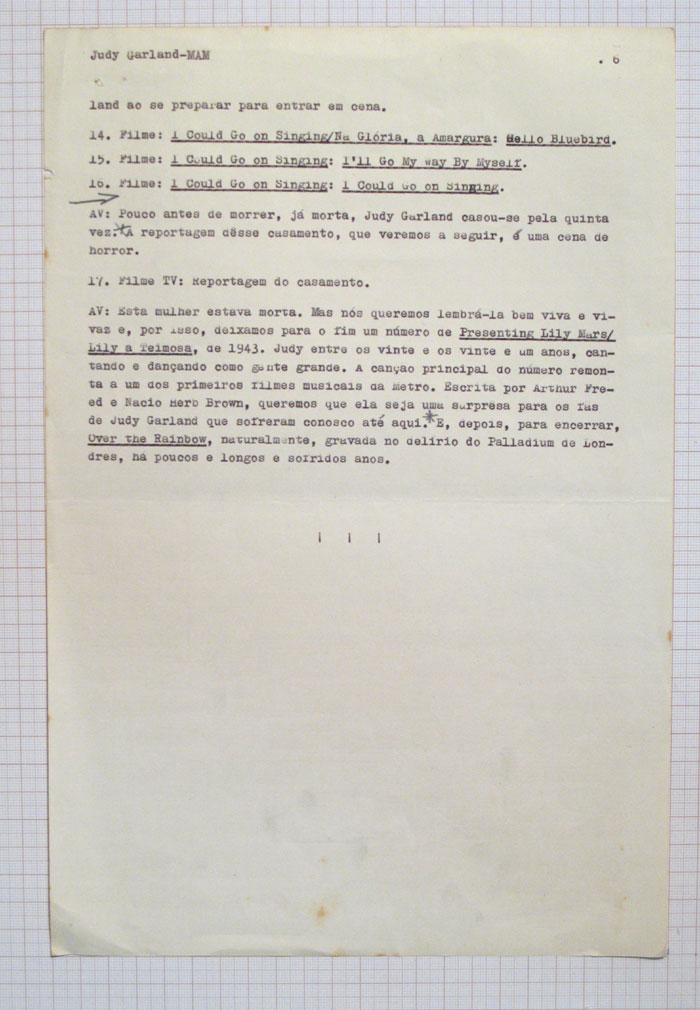 Judy Garland-MAM . 6
land ao se preparar para entrar em cena.
14. Filme: I Could Go on Singing/Na Glória, a Amargura: Hello Bluebird.
15. Filme: I Could Go on Singing: I'll Go My Way By Myself.
16. Filme: I Could Go on Singing: I Could Go on Singing.
AV: Pouco antes de morrer, já morta, Judy Garland casou-se pela quinta
vez.* A reportagem dêsse casamento, que veremos a seguir, é uma cena de
horror.
17. Filme TV: Reportagem do casamento.
AV: Esta mulher estava morta. Mas nós queremos lembrá-la bem viva e vi-
vaz e, por isso, deixamos para o fim um número de Presenting Lily Mars/
Lily a Teimosa, de 1943. Judy entre os vinte e os vinte e um anos, can-
tando e dançando como gente grande. A canção principal do número remon-
ta a um dos primeiros filmes musicais da Metro. Escrita por Arthur Fre-
ed e Nacio Herb Brown, queremos que ela seja uma surpresa para os fãs
de Judy Garland que sofreram conosco até aqui.* E, depois, para encerrar,
Over the Rainbow, naturalmente, gravada no delírio do Palladium de Lon-
dres, há poucos e longos e sofridos anos.
| | |